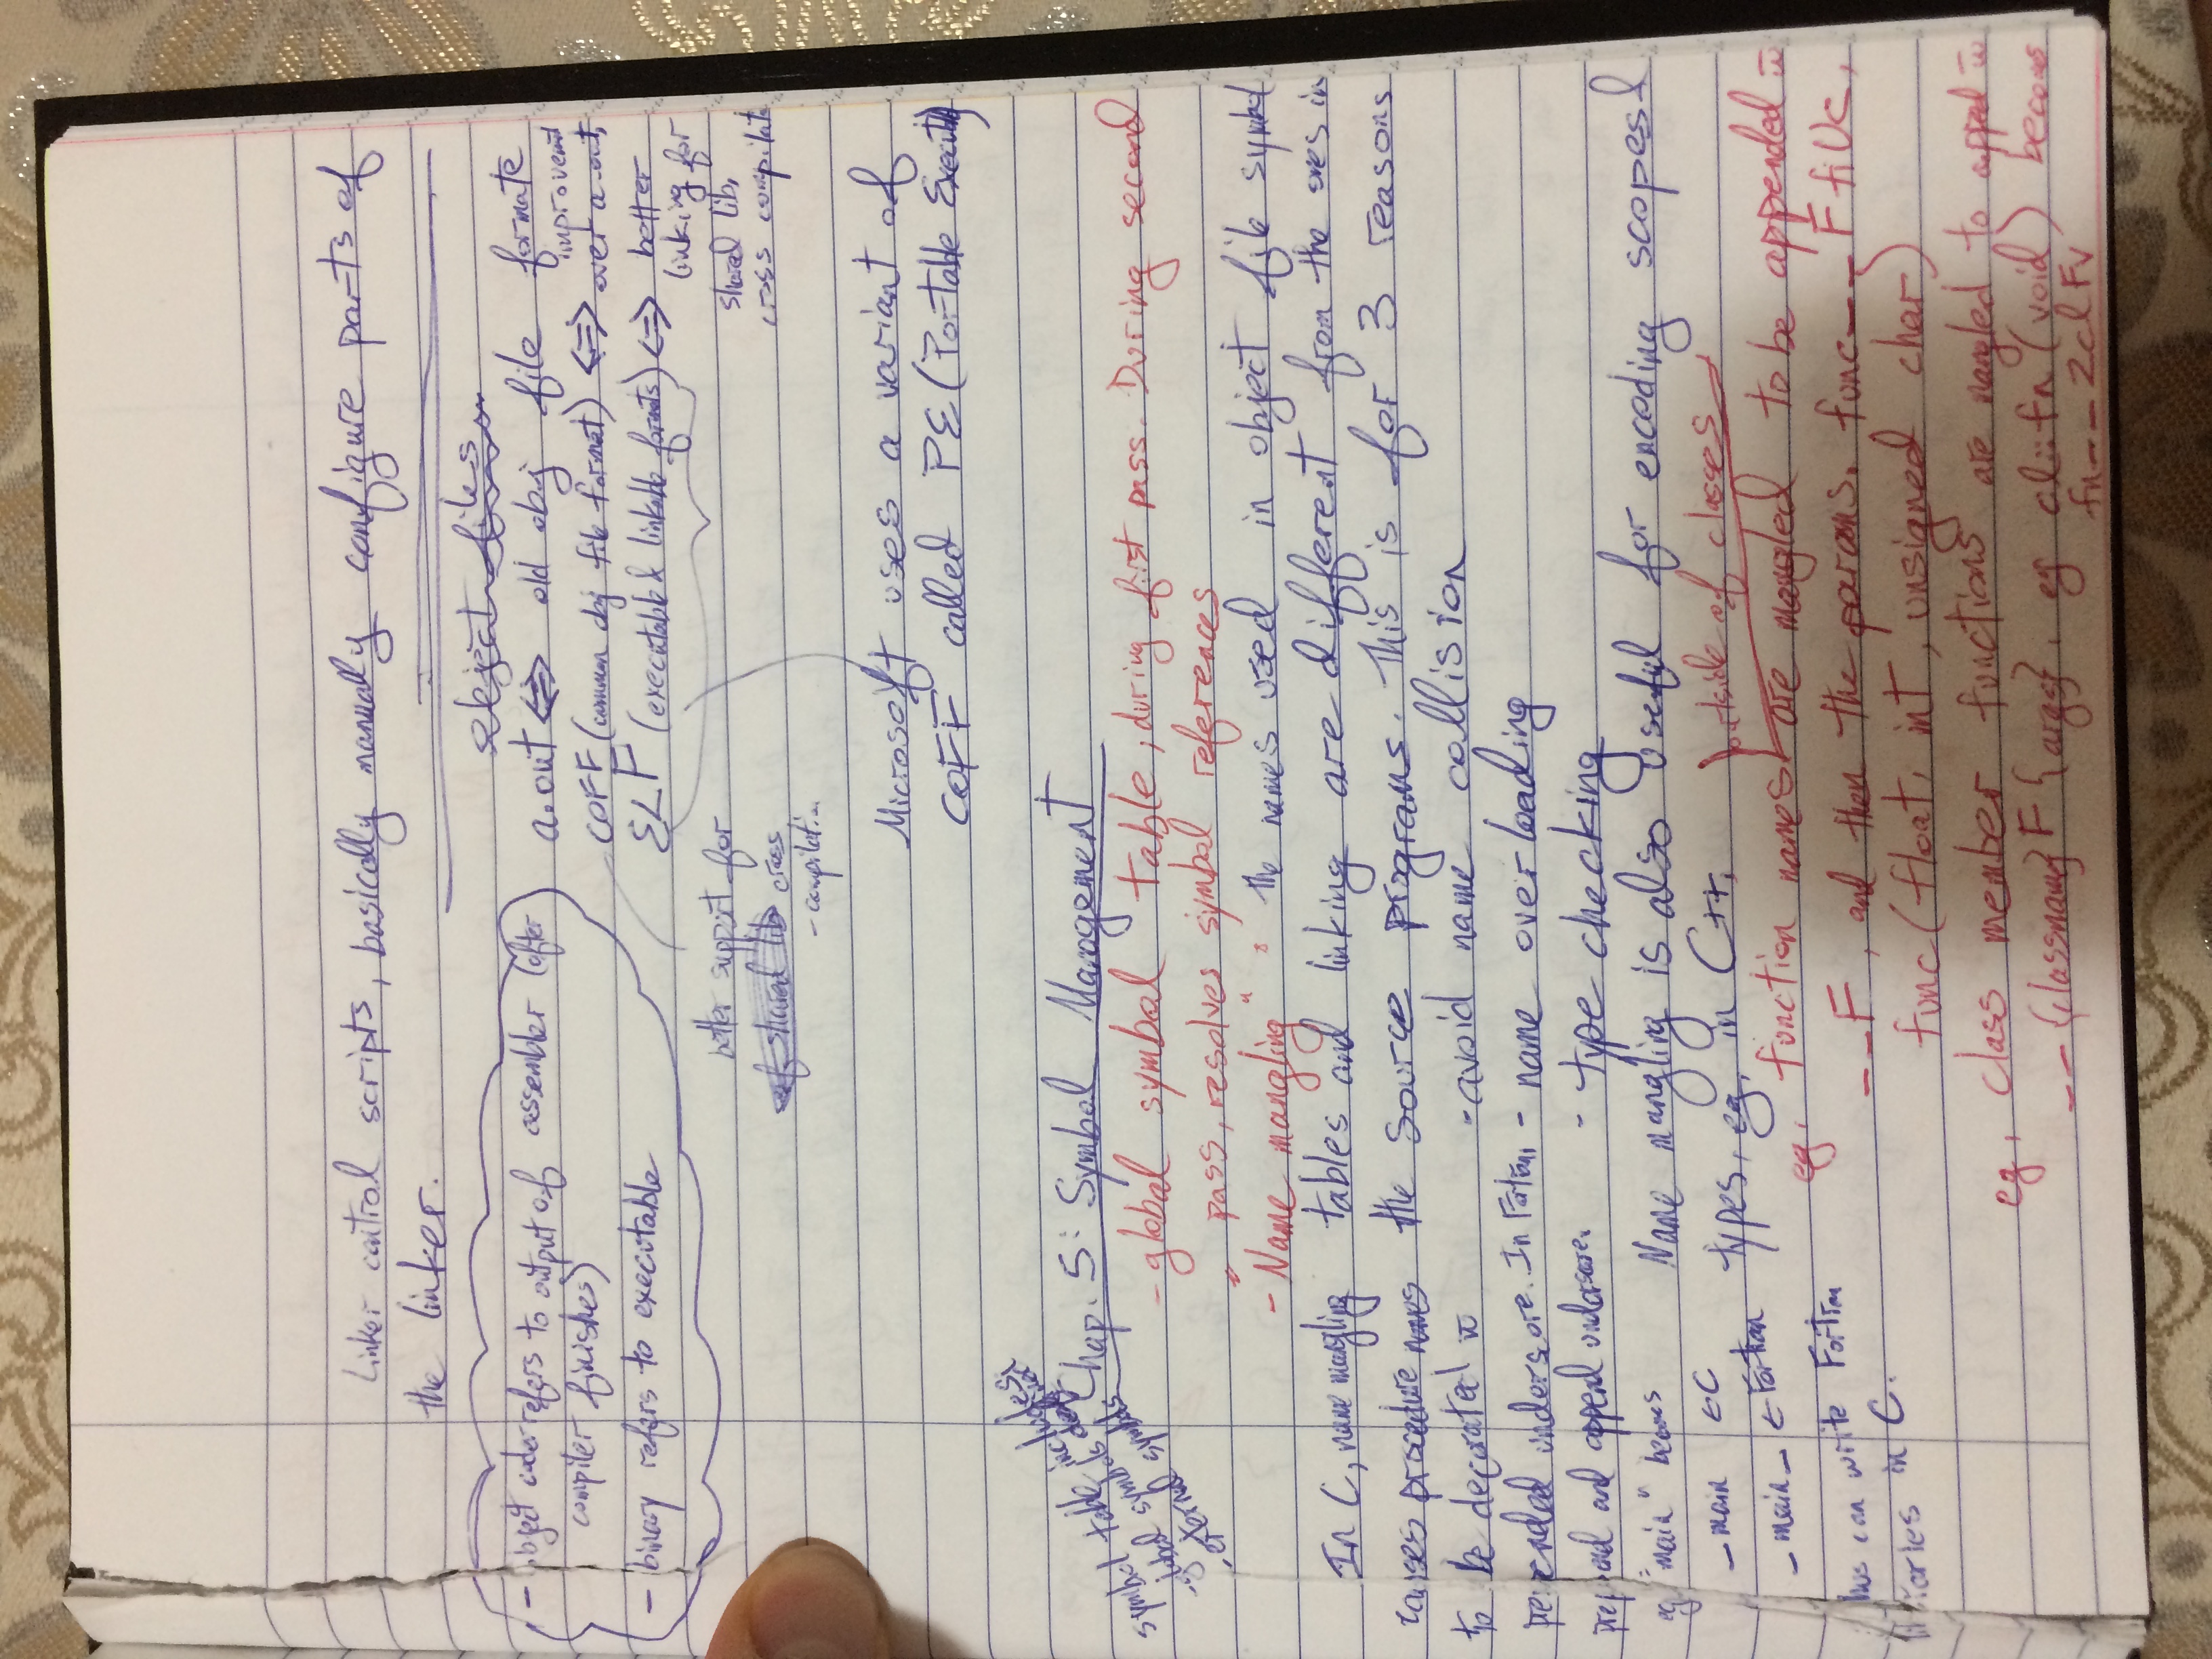 Linker control scripts, basically manually configure parts of
the linker.
object files
- object code refers to output of assembler (after
compiler finishes)
- binary refers to executable
a.out <=> old obj file formate
COFF (common obj file format) <=> improvement
over a.out,
ELF (executable & linkable formats) <=> better
linking for
shared lib,
cross compilat
better support for
of shared lib cross
-compilation
Microsoft uses a variant of
COFF called PE (Portable Executable)
symbol table includes:
- global symbols defined
- external symbols
Chap. 5: Symbol Management
- global symbol table, during first pass. During second
pass, resolves symbol references
- "Name mangling": the names used in object file symbol
tables and linking are different from the ones in
the source programs. This is for 3 reasons
- avoid name collision
- name overloading
- type checking
In C, name mangling
causes procedure names
to be decorated w
prepended underscore. In Fortran,
prepend and append underscore.
eg "main" becomes
_main ← C
_main_ ← Fortran
thus can write Fortran
libraries in C.
Name mangling is also useful for encoding scopes &
types, eg, in C++,
outside of classes
eg. function names are mangled to be appended w
__F, and then the params. func__FfiUc,
func(float, int, unsigned char)
eg, class member functions are mangled to append w
__{classname}F{args}, eg cl::fn(void) becomes
fn__2clFv